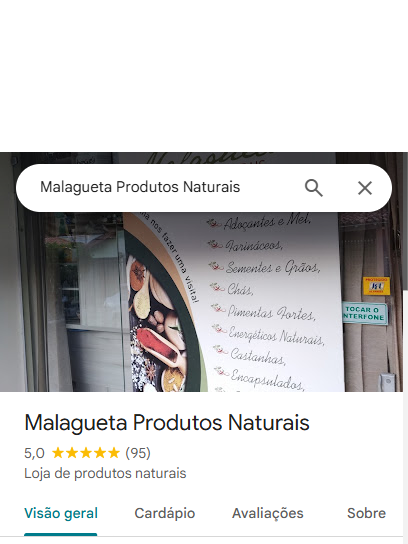 Malagueta Produtos Naturais
nos fazer uma visita!
Adoçantes e Mel,
Farináceos,
Sementes e Grãos,
Chás,
Pimentas Fortes,
Energéticos Naturais,
Castanhas,
Encapsulados,
TOCAR O
INTERFONE
Malagueta Produtos Naturais
5,0 ★★★★★ (95)
Loja de produtos naturais
Visão geral
Cardápio
Avaliações
Sobre